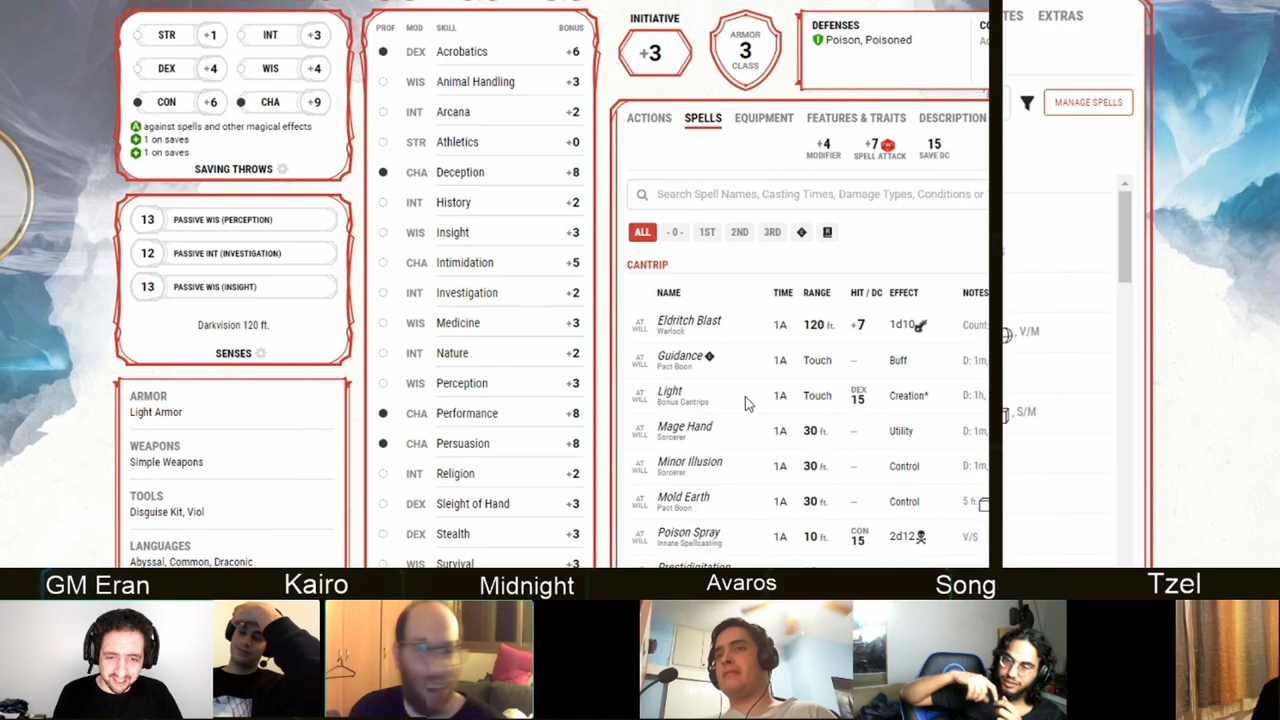 STR +1 INT +3
DEX +4 WIS +4
CON +6 CHA +9
A against spells and other magical effects
1 on saves
1 on saves
SAVING THROWS
13 PASSIVE WIS (PERCEPTION)
12 PASSIVE INT (INVESTIGATION)
13 PASSIVE WIS (INSIGHT)
Darkvision 120 ft.
SENSES
ARMOR
Light Armor
WEAPONS
Simple Weapons
TOOLS
Disguise Kit, Viol
LANGUAGES
Abyssal, Common, Draconic
PROF MOD SKILL BONUS
DEX Acrobatics +6
WIS Animal Handling +3
INT Arcana +2
STR Athletics +0
CHA Deception +8
INT History +2
WIS Insight +3
CHA Intimidation +5
INT Investigation +2
WIS Medicine +3
INT Nature +2
WIS Perception +3
CHA Performance +8
CHA Persuasion +8
INT Religion +2
DEX Sleight of Hand +3
DEX Stealth +3
WIS Survival +3
INITIATIVE
+3
ARMOR
3
CLASS
DEFENSES
Poison, Poisoned
ACTIONS SPELLS EQUIPMENT FEATURES & TRAITS DESCRIPTION
EXTRAS
MANAGE SPELLS
+4 +7 15
MODIFIER SPELL ATTACK SAVE DC
Search Spell Names, Casting Times, Damage Types, Conditions or
ALL - 0 - 1ST 2ND 3RD
CANTRIP
NAME TIME RANGE HIT / DC EFFECT NOTES
AT WILL Eldritch Blast Warlock 1A 120 ft. +7 1d10 Count:
AT WILL Guidance Pact Boon 1A Touch -- Buff D: 1m,
AT WILL Light Bonus Cantrips 1A Touch DEX 15 Creation* D: 1h,
AT WILL Mage Hand Sorcerer 1A 30 ft. -- Utility D: 1m,
AT WILL Minor Illusion Sorcerer 1A 30 ft. -- Control D: 1m,
AT WILL Mold Earth Pact Boon 1A 30 ft. -- Control 5 ft.
AT WILL Poison Spray Innate Spellcasting 1A 10 ft. CON 15 2d12 V/S
, V/M
, S/M
GM Eran Kairo Midnight Avaros Song Tzel